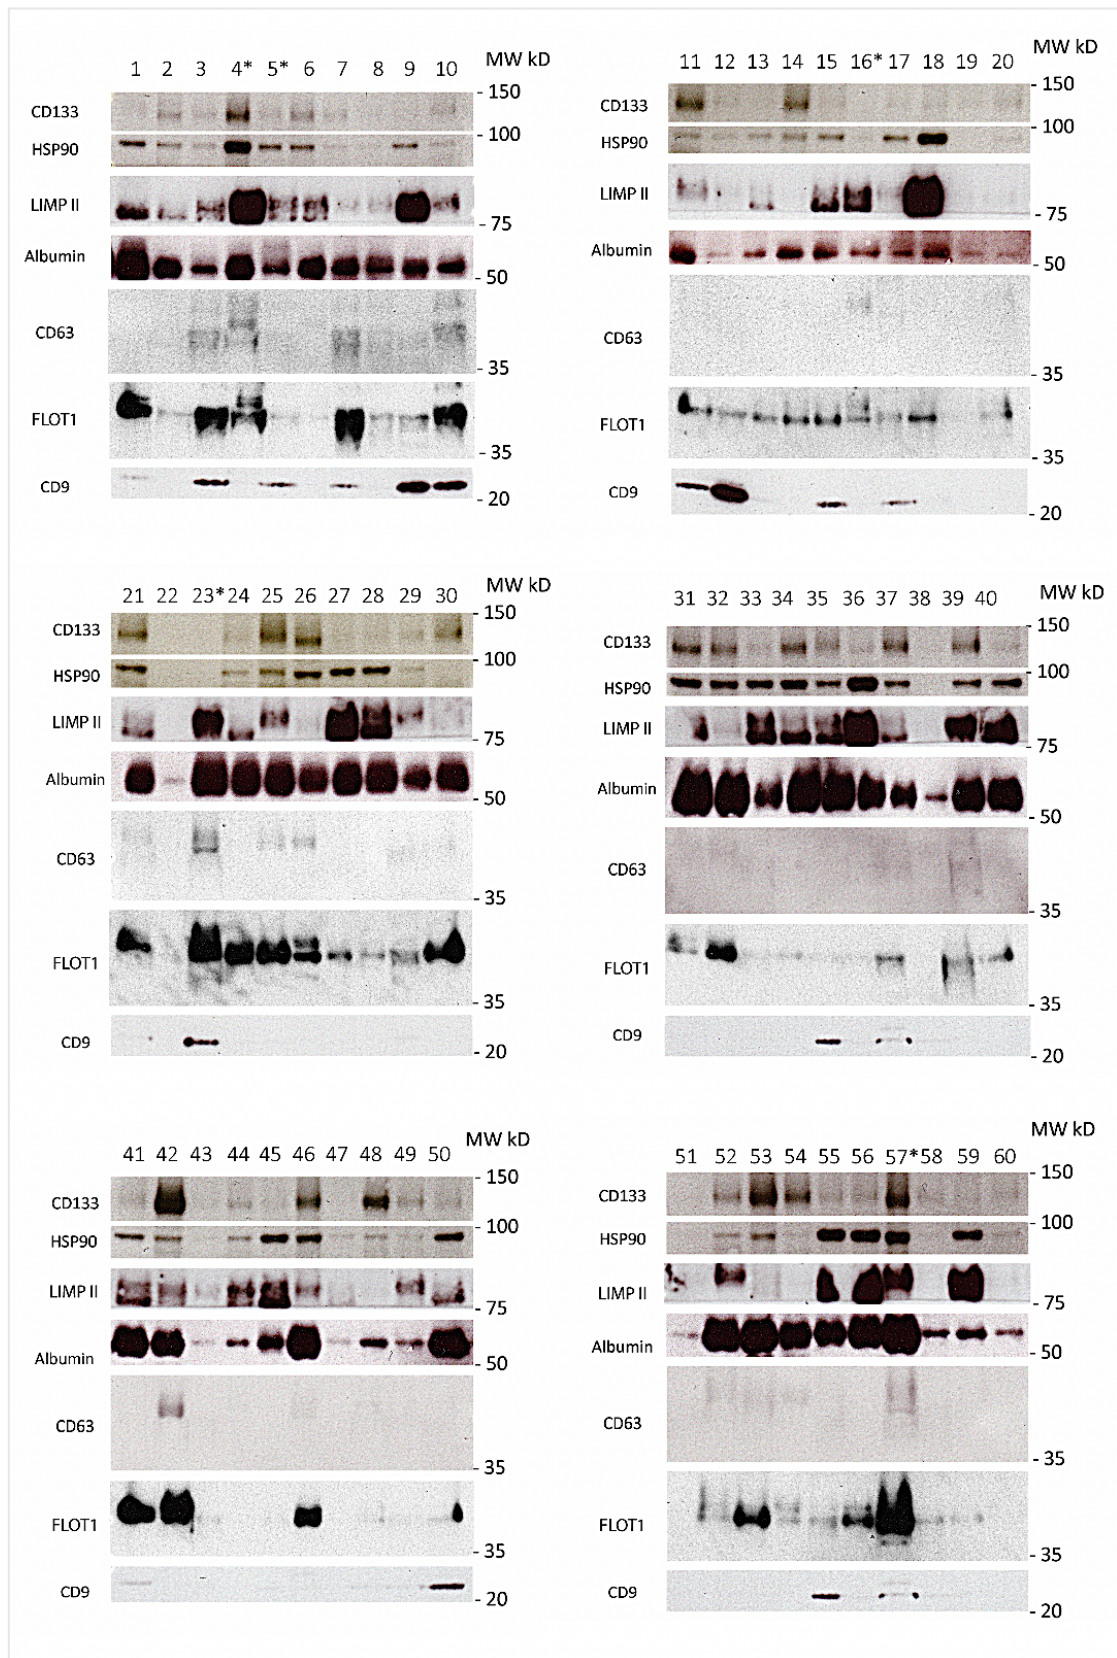 1 2 3 4* 5* 6 7 8 9 10 MW kD
CD133 - 150
HSP90 - 100
LIMP II - 75
Albumin - 50
CD63 - 35
FLOT1 - 35
CD9 - 20
11 12 13 14 15 16* 17 18 19 20 MW kD
CD133 - 150
HSP90 - 100
LIMP II - 75
Albumin - 50
CD63 - 35
FLOT1 - 35
CD9 - 20
21 22 23* 24 25 26 27 28 29 30 MW kD
CD133 - 150
HSP90 - 100
LIMP II - 75
Albumin - 50
CD63 - 35
FLOT1 - 35
CD9 - 20
31 32 33 34 35 36 37 38 39 40 MW kD
CD133 - 150
HSP90 - 100
LIMP II - 75
Albumin - 50
CD63 - 35
FLOT1 - 35
CD9 - 20
41 42 43 44 45 46 47 48 49 50 MW kD
CD133 - 150
HSP90 - 100
LIMP II - 75
Albumin - 50
CD63 - 35
FLOT1 - 35
CD9 - 20
51 52 53 54 55 56 57* 58 59 60 MW kD
CD133 - 150
HSP90 - 100
LIMP II - 75
Albumin - 50
CD63 - 35
FLOT1 - 35
CD9 - 20